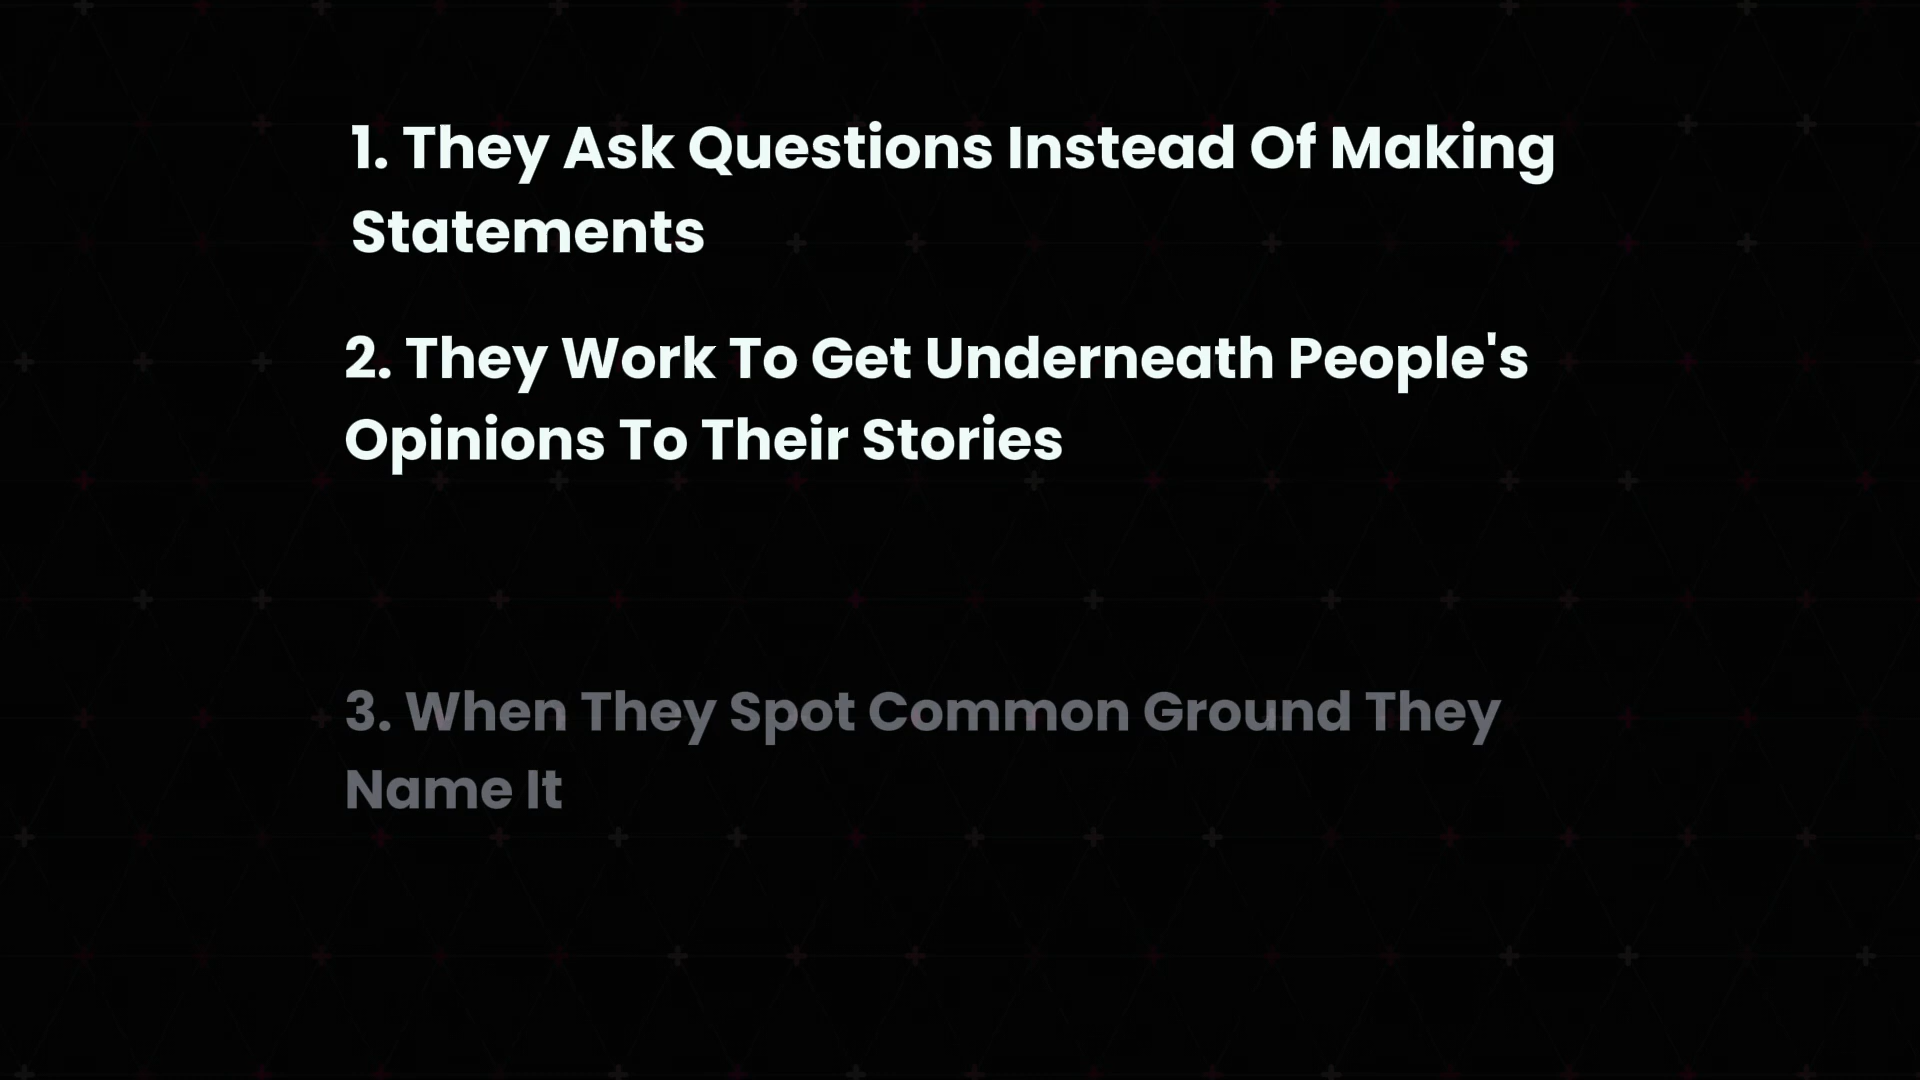 1. They Ask Questions Instead Of Making
Statements
2. They Work To Get Underneath People's
Opinions To Their Stories
3. When They Spot Common Ground They
Name It